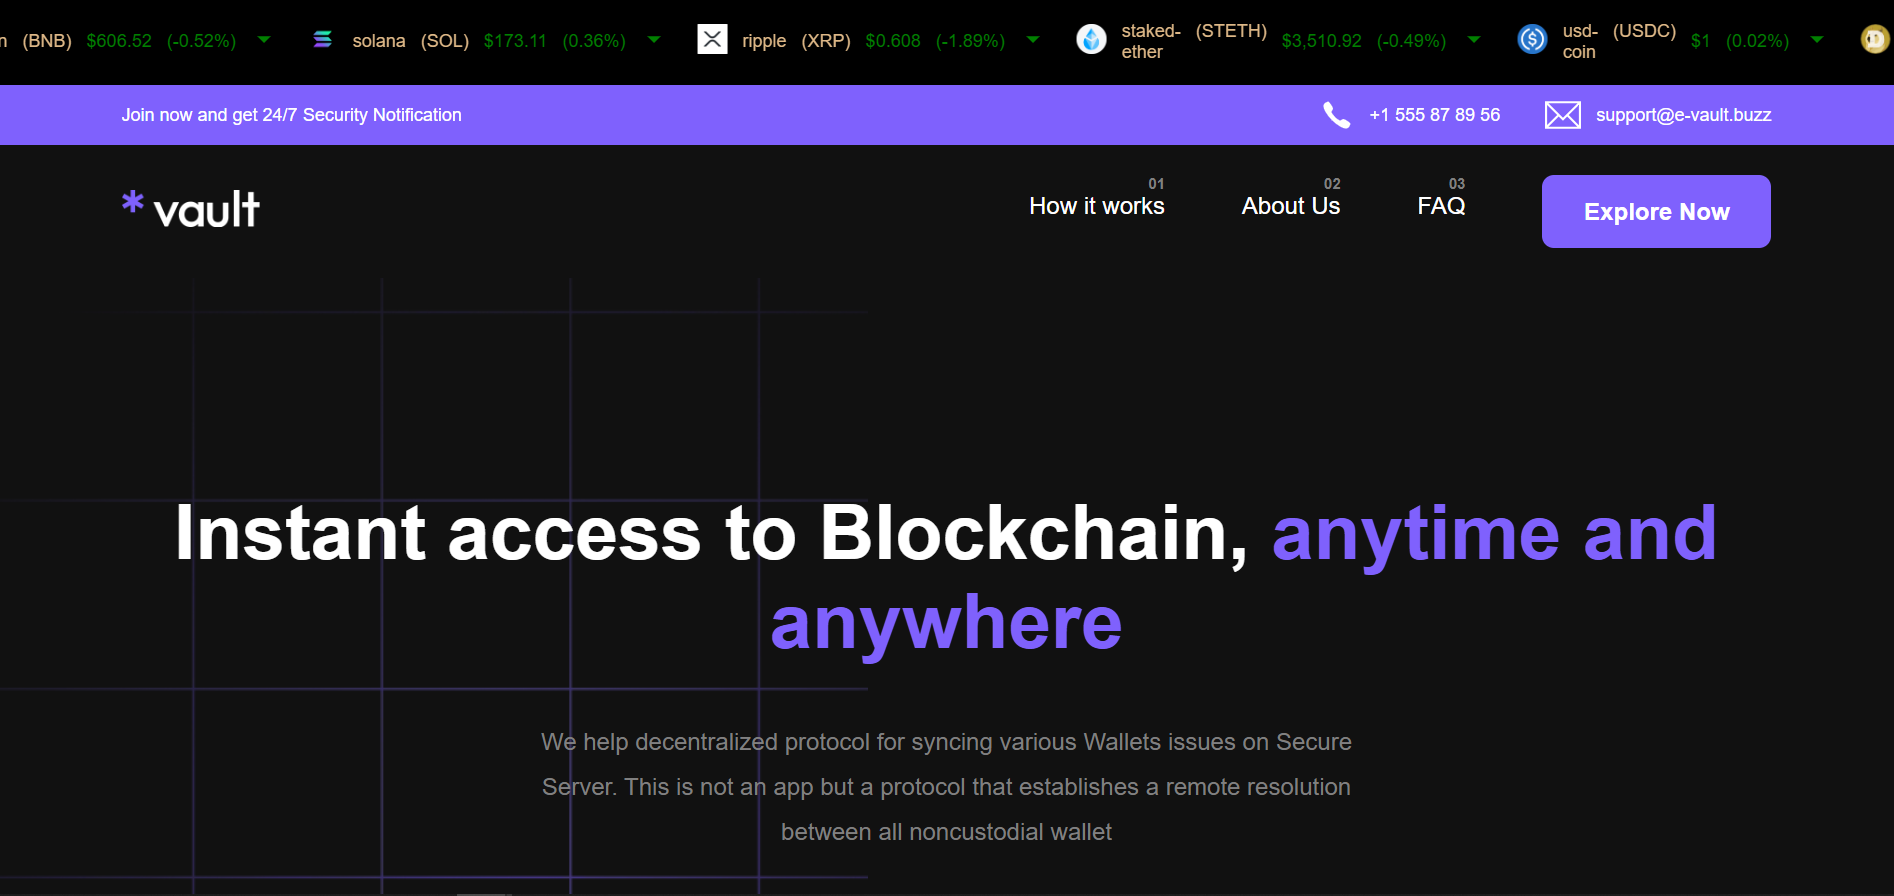 (BNB) $606.52 (-0.52%) solana (SOL) $173.11 (0.36%) ripple (XRP) $0.608 (-1.89%) staked-ether (STETH) $3,510.92 (-0.49%) usd-coin (USDC) $1 (0.02%)
Join now and get 24/7 Security Notification +1 555 87 89 56 support@e-vault.buzz
* vault
01 02 03
How it works About Us FAQ Explore Now
Instant access to Blockchain, anytime and
anywhere
We help decentralized protocol for syncing various Wallets issues on Secure
Server. This is not an app but a protocol that establishes a remote resolution
between all noncustodial wallet